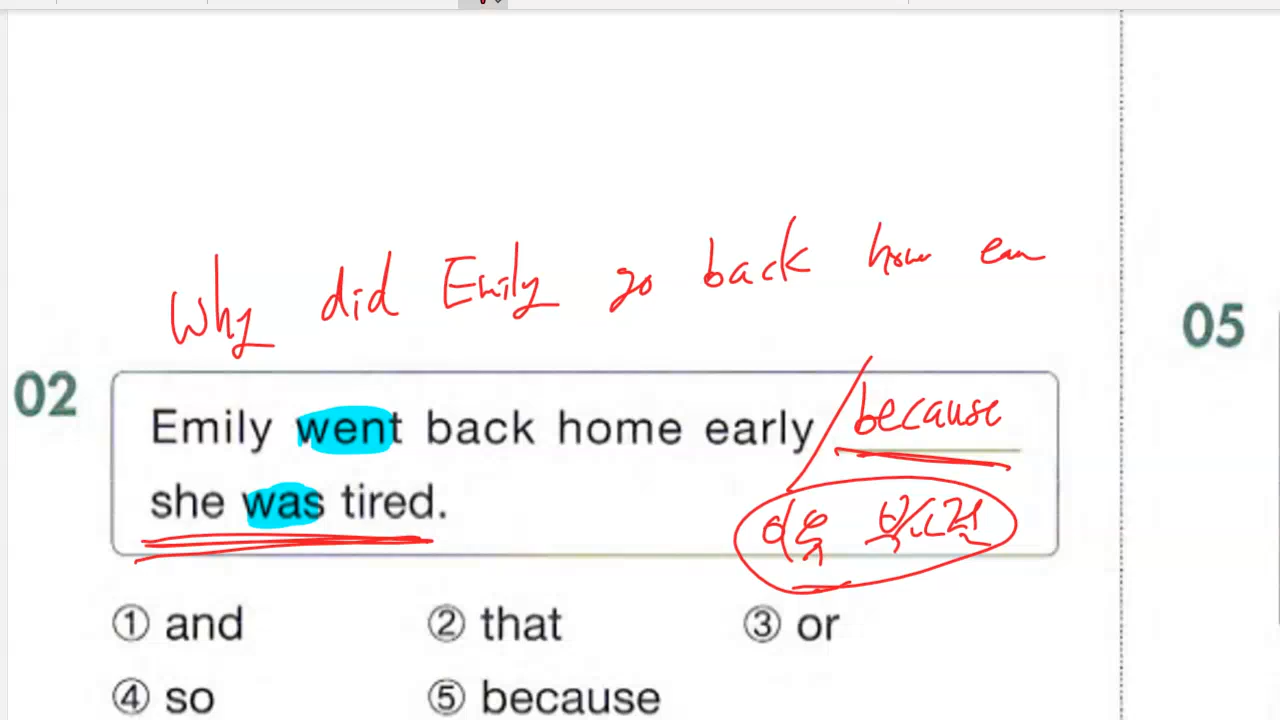 Why did Emily go back home ear
02
Emily went back home early because
she was tired.
① and ② that ③ or
④ so ⑤ because
05